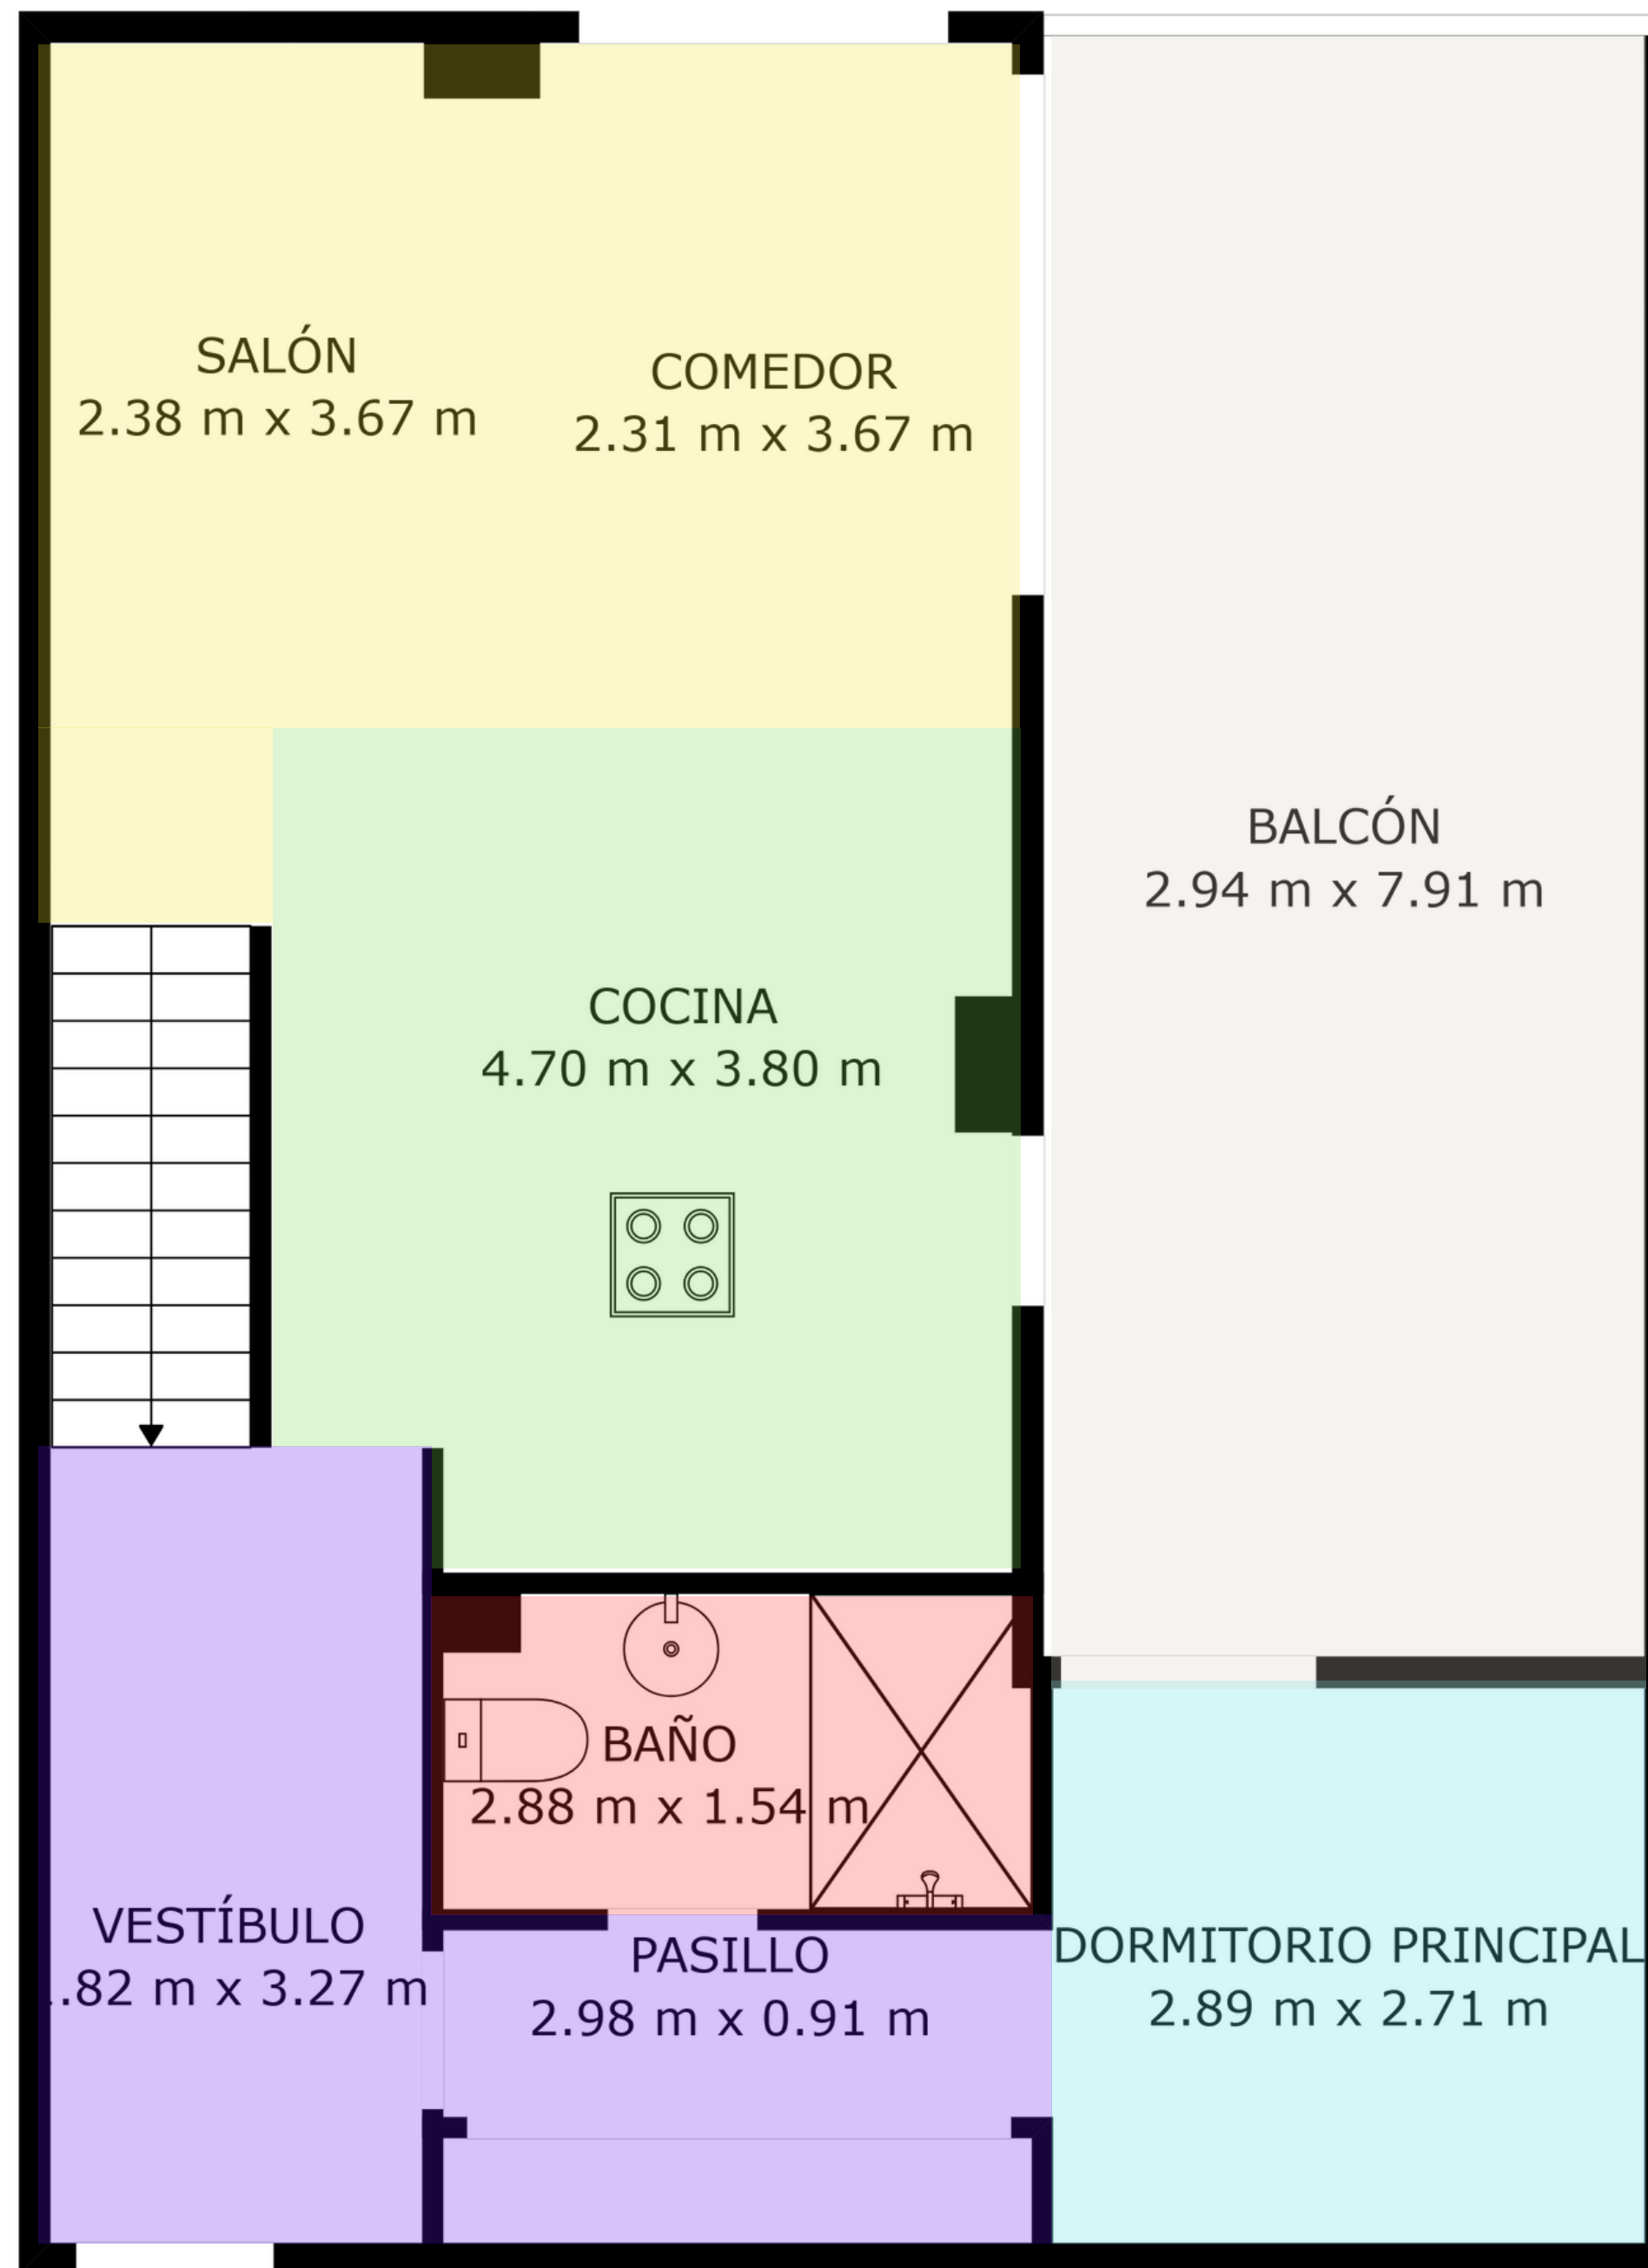 SALÓN
2.38 m x 3.67 m
COMEDOR
2.31 m x 3.67 m
BALCÓN
2.94 m x 7.91 m
COCINA
4.70 m x 3.80 m
BAÑO
2.88 m x 1.54 m
VESTÍBULO
.82 m x 3.27 m
PASILLO
2.98 m x 0.91 m
DORMITORIO PRINCIPAL
2.89 m x 2.71 m